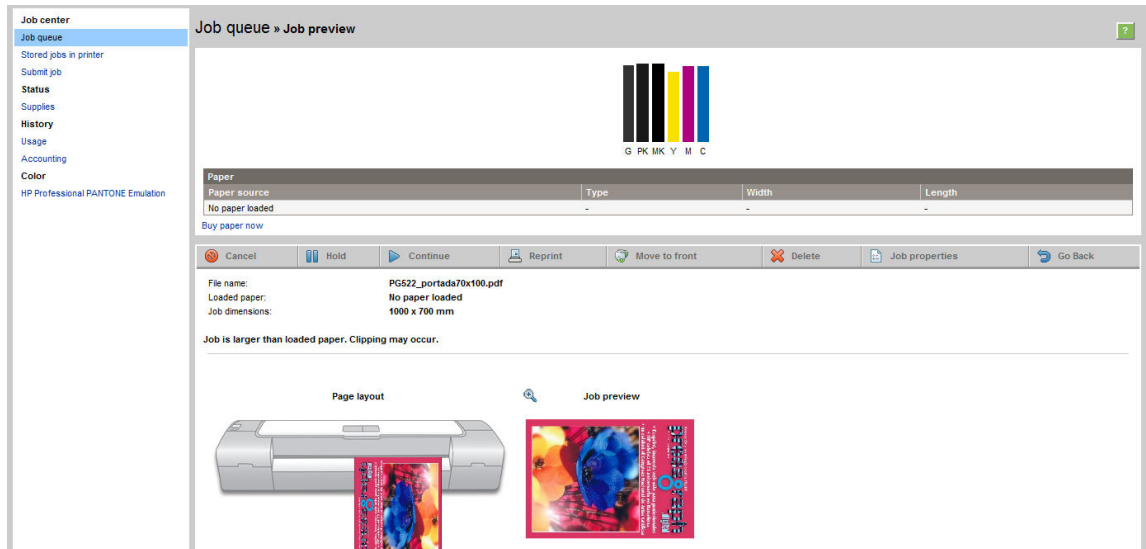 Job center
Job queue
Stored jobs in printer
Submit job
Status
Supplies
History
Usage
Accounting
Color
HP Professional PANTONE Emulation
Job queue » Job preview
?
G PK MK Y M C
Paper
Paper source Type Width Length
No paper loaded - - -
Buy paper now
Cancel Hold Continue Reprint Move to front Delete Job properties Go Back
File name: PG522_portada70x100.pdf
Loaded paper: No paper loaded
Job dimensions: 1000 x 700 mm
Job is larger than loaded paper. Clipping may occur.
Page layout
Job preview